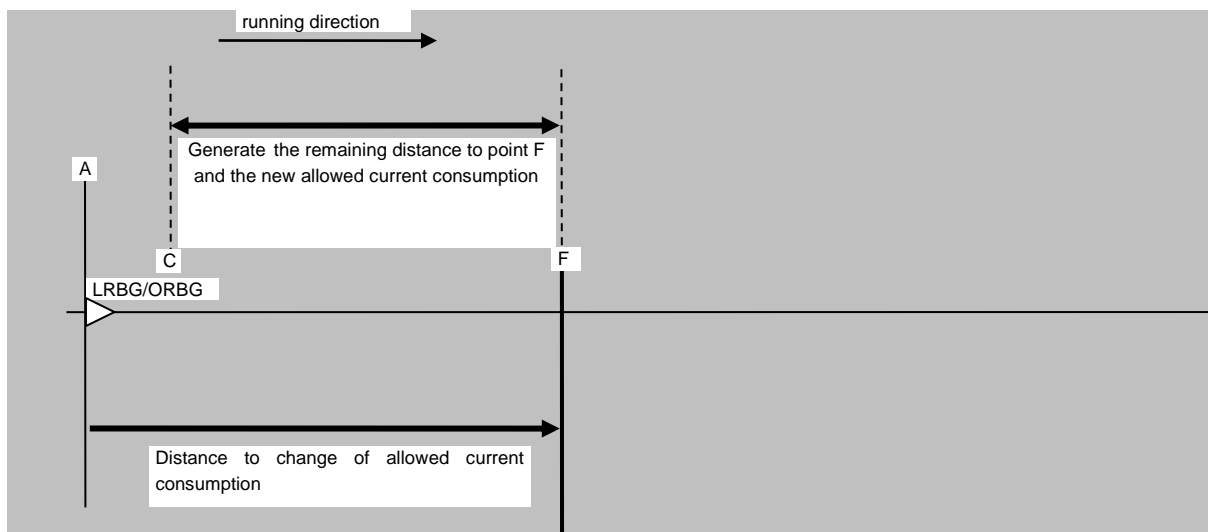 running direction
Generate the remaining distance to point F
and the new allowed current consumption
A
C
F
LRBG/ORBG
Distance to change of allowed current
consumption